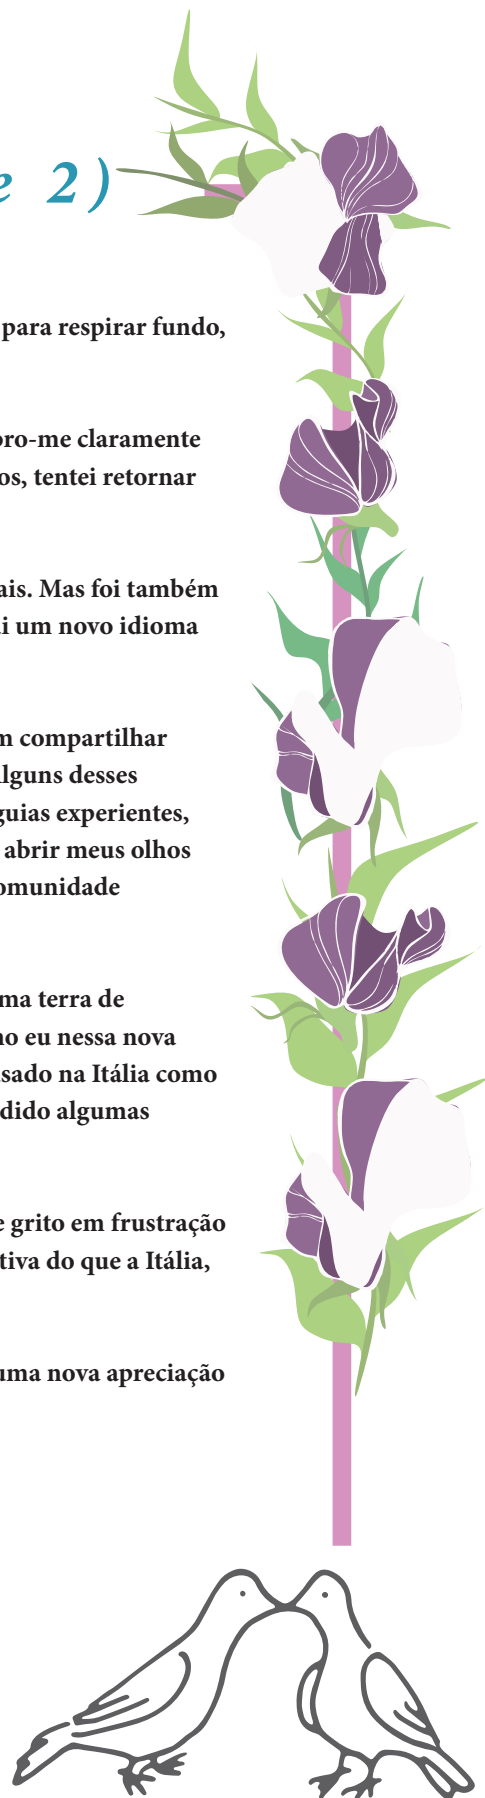 e 2)
para respirar fundo,
bro-me claramente
os, tentei retornar
ais. Mas foi também
i um novo idioma
m compartilhar
lguns desses
guias experientes,
abrir meus olhos
omunidade
ma terra de
no eu nessa nova
sado na Itália como
dido algumas
e grito em frustração
tiva do que a Itália,
uma nova apreciação